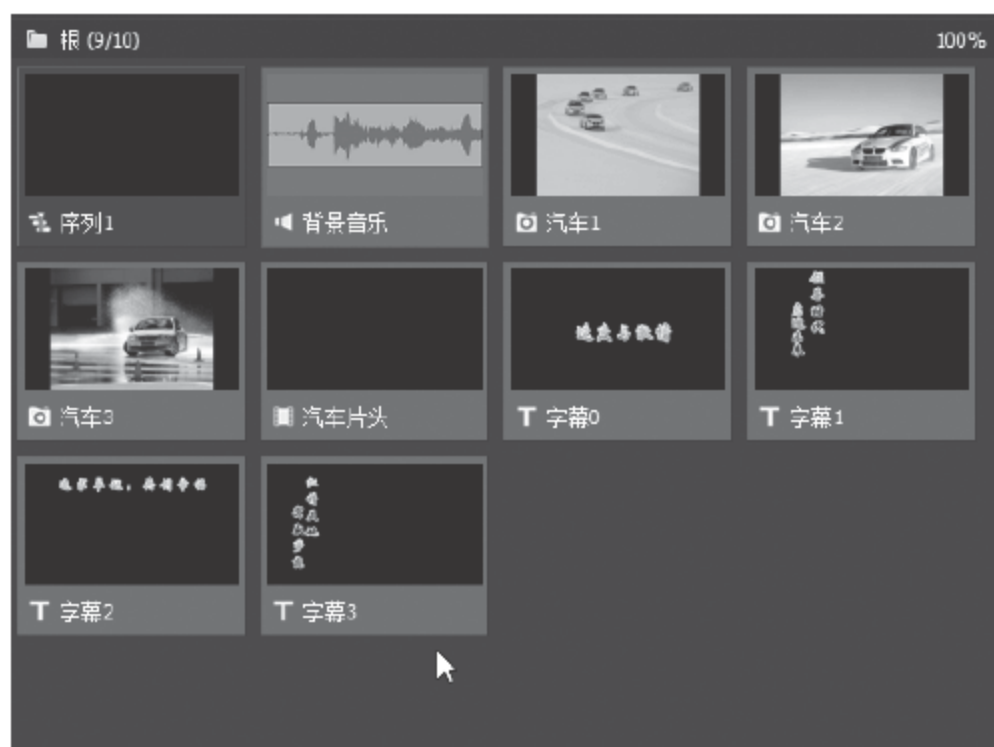 根 (9/10)
100%
序列1
背景音乐
汽车1
汽车2
汽车3
汽车片头
字幕0
字幕1
字幕2
字幕3
速度与激情